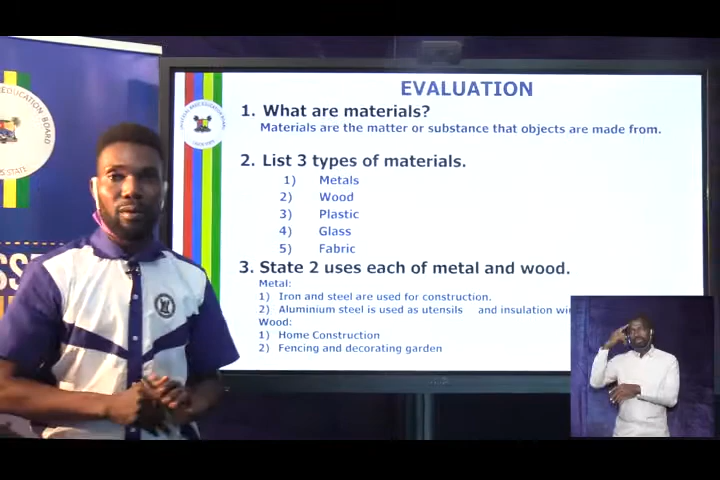 EVALUATION
1. What are materials?
Materials are the matter or substance that objects are made from.
2. List 3 types of materials.
1) Metals
2) Wood
3) Plastic
4) Glass
5) Fabric
3. State 2 uses each of metal and wood.
Metal:
1) Iron and steel are used for construction.
2) Aluminium steel is used as utensils and insulation
Wood:
1) Home Construction
2) Fencing and decorating garden
EDUCATION BOARD
STATE